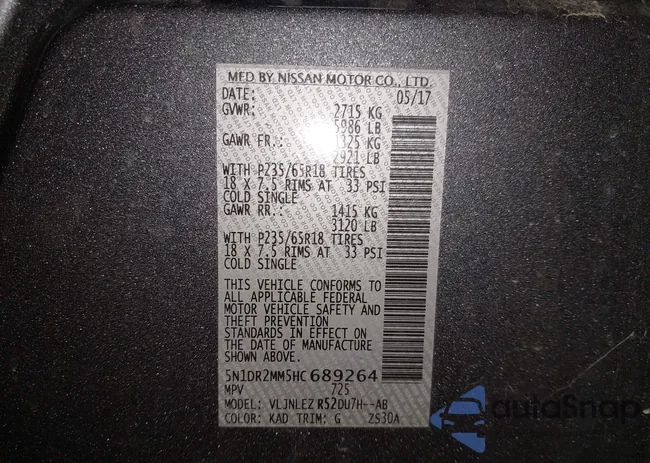 MFD BY NISSAN MOTOR CO., LTD.
DATE: 05/17
GVWR: 2715 KG
5986 LB
GAWR FR.: 1325 KG
2921 LB
WITH P235/65R18 TIRES
18 X 7.5 RIMS AT 33 PSI
COLD SINGLE
GAWR RR.: 1415 KG
3120 LB
WITH P235/65R18 TIRES
18 X 7.5 RIMS AT 33 PSI
COLD SINGLE
THIS VEHICLE CONFORMS TO
ALL APPLICABLE FEDERAL
MOTOR VEHICLE SAFETY AND
THEFT PREVENTION
STANDARDS IN EFFECT ON
THE DATE OF MANUFACTURE
SHOWN ABOVE.
5N1DR2MM5HC689264
MPV 725
MODEL: VLJNLEZ R52DU7H--AB
COLOR: KAD TRIM: G ZS30A
autoSnap